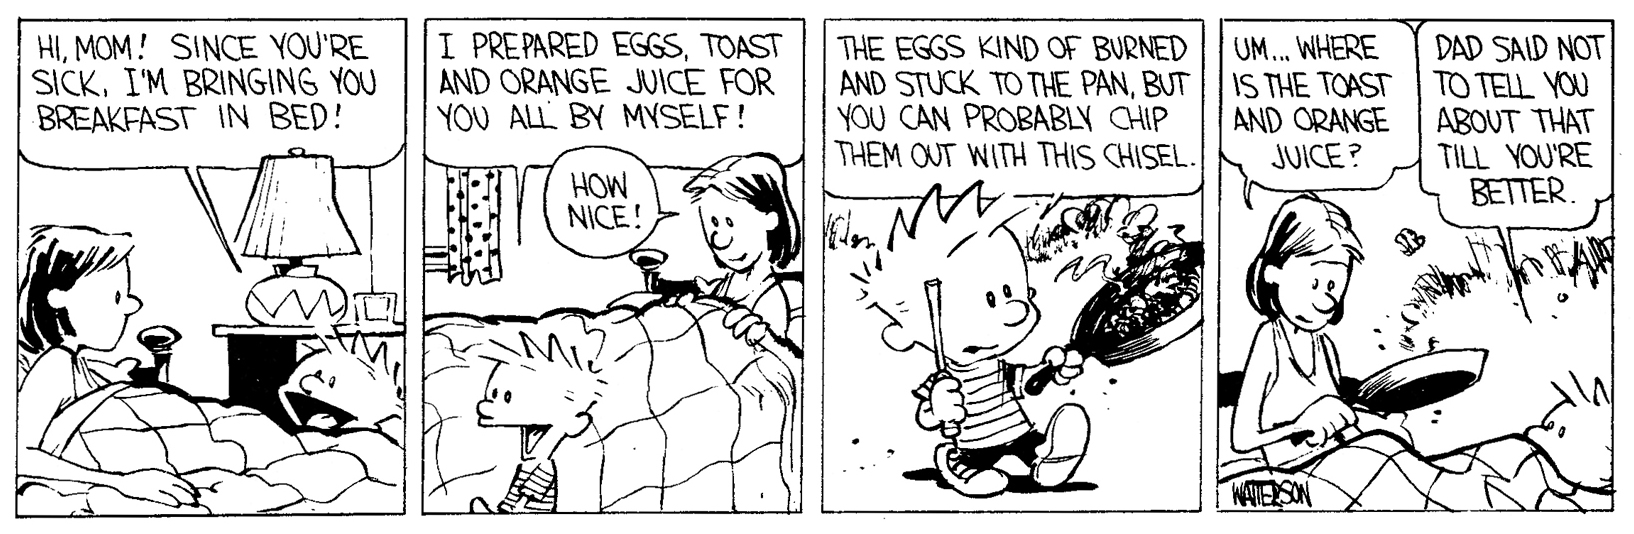 HI, MOM! SINCE YOU'RE
SICK, I'M BRINGING YOU
BREAKFAST IN BED!
I PREPARED EGGS, TOAST
AND ORANGE JUICE FOR
YOU ALL BY MYSELF!
HOW
NICE!
THE EGGS KIND OF BURNED
AND STUCK TO THE PAN, BUT
YOU CAN PROBABLY CHIP
THEM OUT WITH THIS CHISEL.
UM... WHERE
IS THE TOAST
AND ORANGE
JUICE?
DAD SAID NOT
TO TELL YOU
ABOUT THAT
TILL YOU'RE
BETTER.
WATTERSON